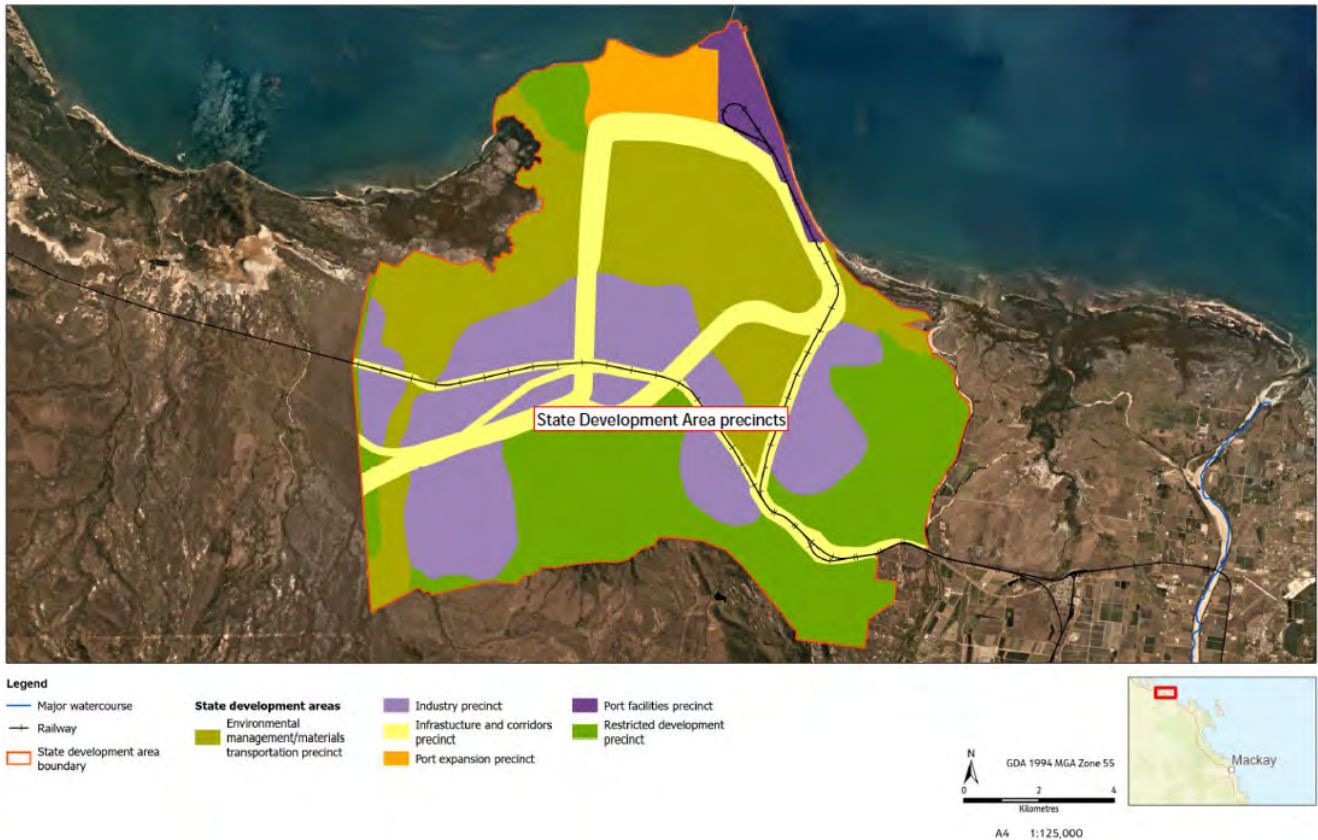 State Development Area precincts
Legend
Major watercourse
Railway
State development area
boundary
State development areas
Environmental
management/materials
transportation precinct
Industry precinct
Infrastucture and corridors
precinct
Port expansion precinct
Port facilities precinct
Restricted development
precinct
N
GDA 1994 MGA Zone 55
0 2 4
Kilometres
A4 1:125,000
Mackay